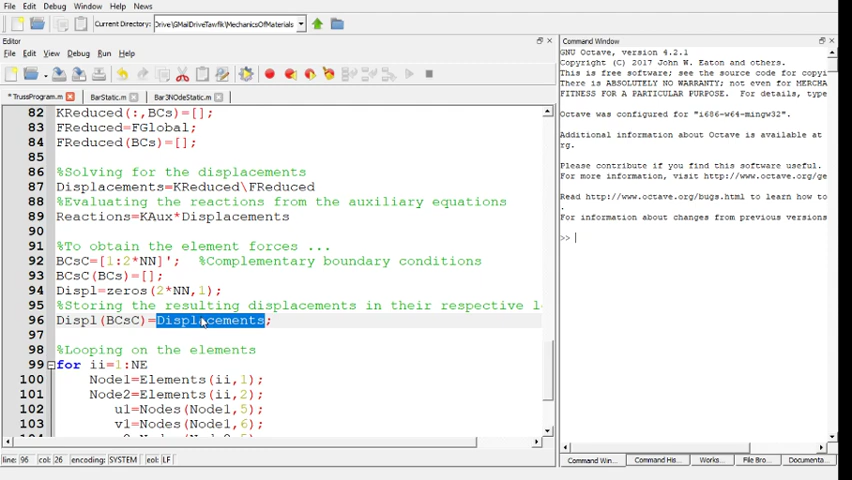 File Edit Debug Window Help News
Current Directory: Drive\GMailDriveTawfik\MechanicsOfMaterials
Editor
File Edit View Debug Run Help
* TrussProgram.m BarStatic.m Bar3NOdeStatic.m
82 KReduced(:,BCs)=[];
83 FReduced=FGlobal;
84 FReduced(BCs)=[];
85
86 %Solving for the displacements
87 Displacements=KReduced\FReduced
88 %Evaluating the reactions from the auxiliary equations
89 Reactions=KAux*Displacements
90
91 %To obtain the element forces ...
92 BCsC=[1:2*NN]'; %Complementary boundary conditions
93 BCsC(BCs)=[];
94 Displ=zeros(2*NN,1);
95 %Storing the resulting displacements in their respective l
96 Displ(BCsC)=Displacements;
97
98 %Looping on the elements
99 for ii=1:NE
100 Node1=Elements(ii,1);
101 Node2=Elements(ii,2);
102 u1=Nodes(Node1,5);
103 v1=Nodes(Node1,6);
line: 96 col: 26 encoding: SYSTEM eol: LF
Command Window
GNU Octave, version 4.2.1
Copyright (C) 2017 John W. Eaton and others.
This is free software; see the source code for copyi
There is ABSOLUTELY NO WARRANTY; not even for MERCHA
FITNESS FOR A PARTICULAR PURPOSE. For details, type
Octave was configured for "i686-w64-mingw32".
Additional information about Octave is available at
rg.
Please contribute if you find this software useful.
For more information, visit http://www.octave.org/ge
Read http://www.octave.org/bugs.html to learn how to
.
For information about changes from previous versions
>>
Command Win... Command His... Works... File Bro... Documenta...